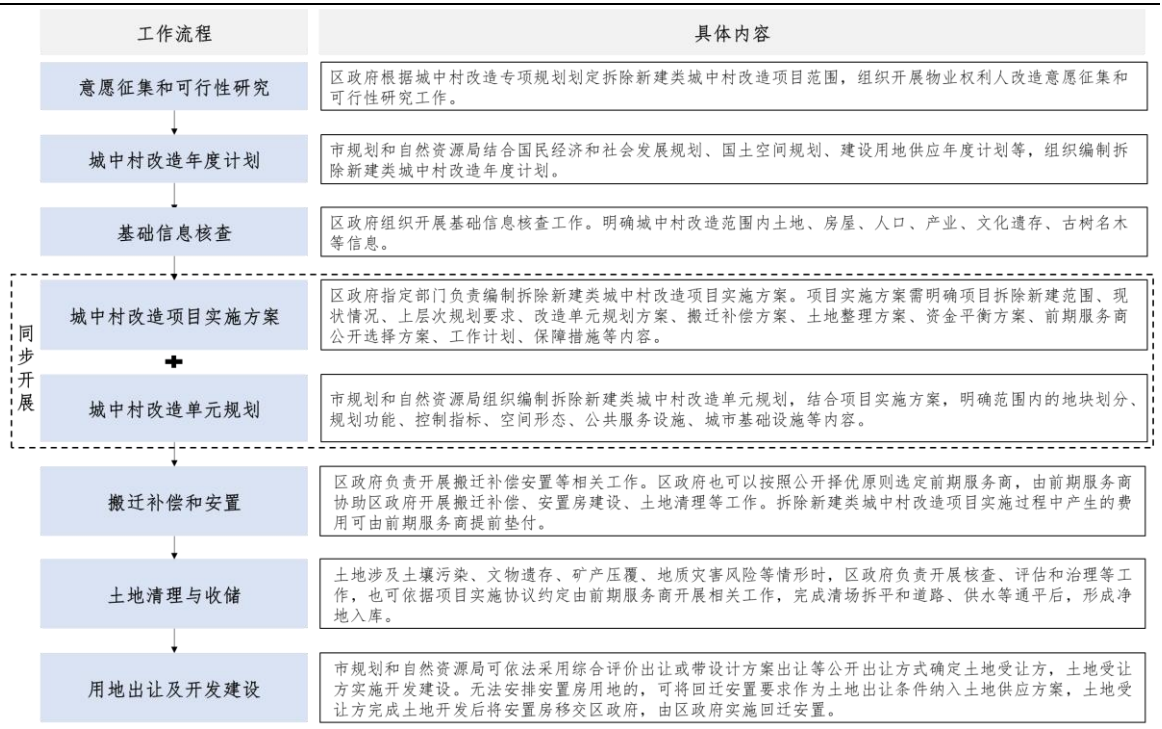 工作流程
具体内容
意愿征集和可行性研究
区政府根据城中村改造专项规划划定拆除新建类城中村改造项目范围，组织开展物业权利人改造意愿征集和
可行性研究工作。
城中村改造年度计划
市规划和自然资源局结合国民经济和社会发展规划、国土空间规划、建设用地供应年度计划等，组织编制拆
除新建类城中村改造年度计划。
基础信息核查
区政府组织开展基础信息核查工作。明确城中村改造范围内土地、房屋、人口、产业、文化遗存、古树名木
等信息。
同步开展
城中村改造项目实施方案
区政府指定部门负责编制拆除新建类城中村改造项目实施方案。项目实施方案需明确项目拆除新建范围、现
状情况、上层次规划要求、改造单元规划方案、搬迁补偿方案、土地整理方案、资金平衡方案、前期服务商
公开选择方案、工作计划、保障措施等内容。
+
城中村改造单元规划
市规划和自然资源局组织编制拆除新建类城中村改造单元规划，结合项目实施方案，明确范围内的地块划分、
规划功能、控制指标、空间形态、公共服务设施、城市基础设施等内容。
搬迁补偿和安置
区政府负责开展搬迁补偿安置等相关工作。区政府也可以按照公开择优原则选定前期服务商，由前期服务商
协助区政府开展搬迁补偿、安置房建设、土地清理等工作。拆除新建类城中村改造项目实施过程中产生的费
用可由前期服务商提前垫付。
土地清理与收储
土地涉及土壤污染、文物遗存、矿产压覆、地质灾害风险等情形时，区政府负责开展核查、评估和治理等工
作，也可依据项目实施协议约定由前期服务商开展相关工作，完成清场拆平和道路、供水等通平后，形成净
地入库。
用地出让及开发建设
市规划和自然资源局可依法采用综合评价出让或带设计方案出让等公开出让方式确定土地受让方，土地受让
方实施开发建设。无法安排安置房用地的，可将回迁安置要求作为土地出让条件纳入土地供应方案，土地受
让方完成土地开发后将安置房移交区政府，由区政府实施回迁安置。